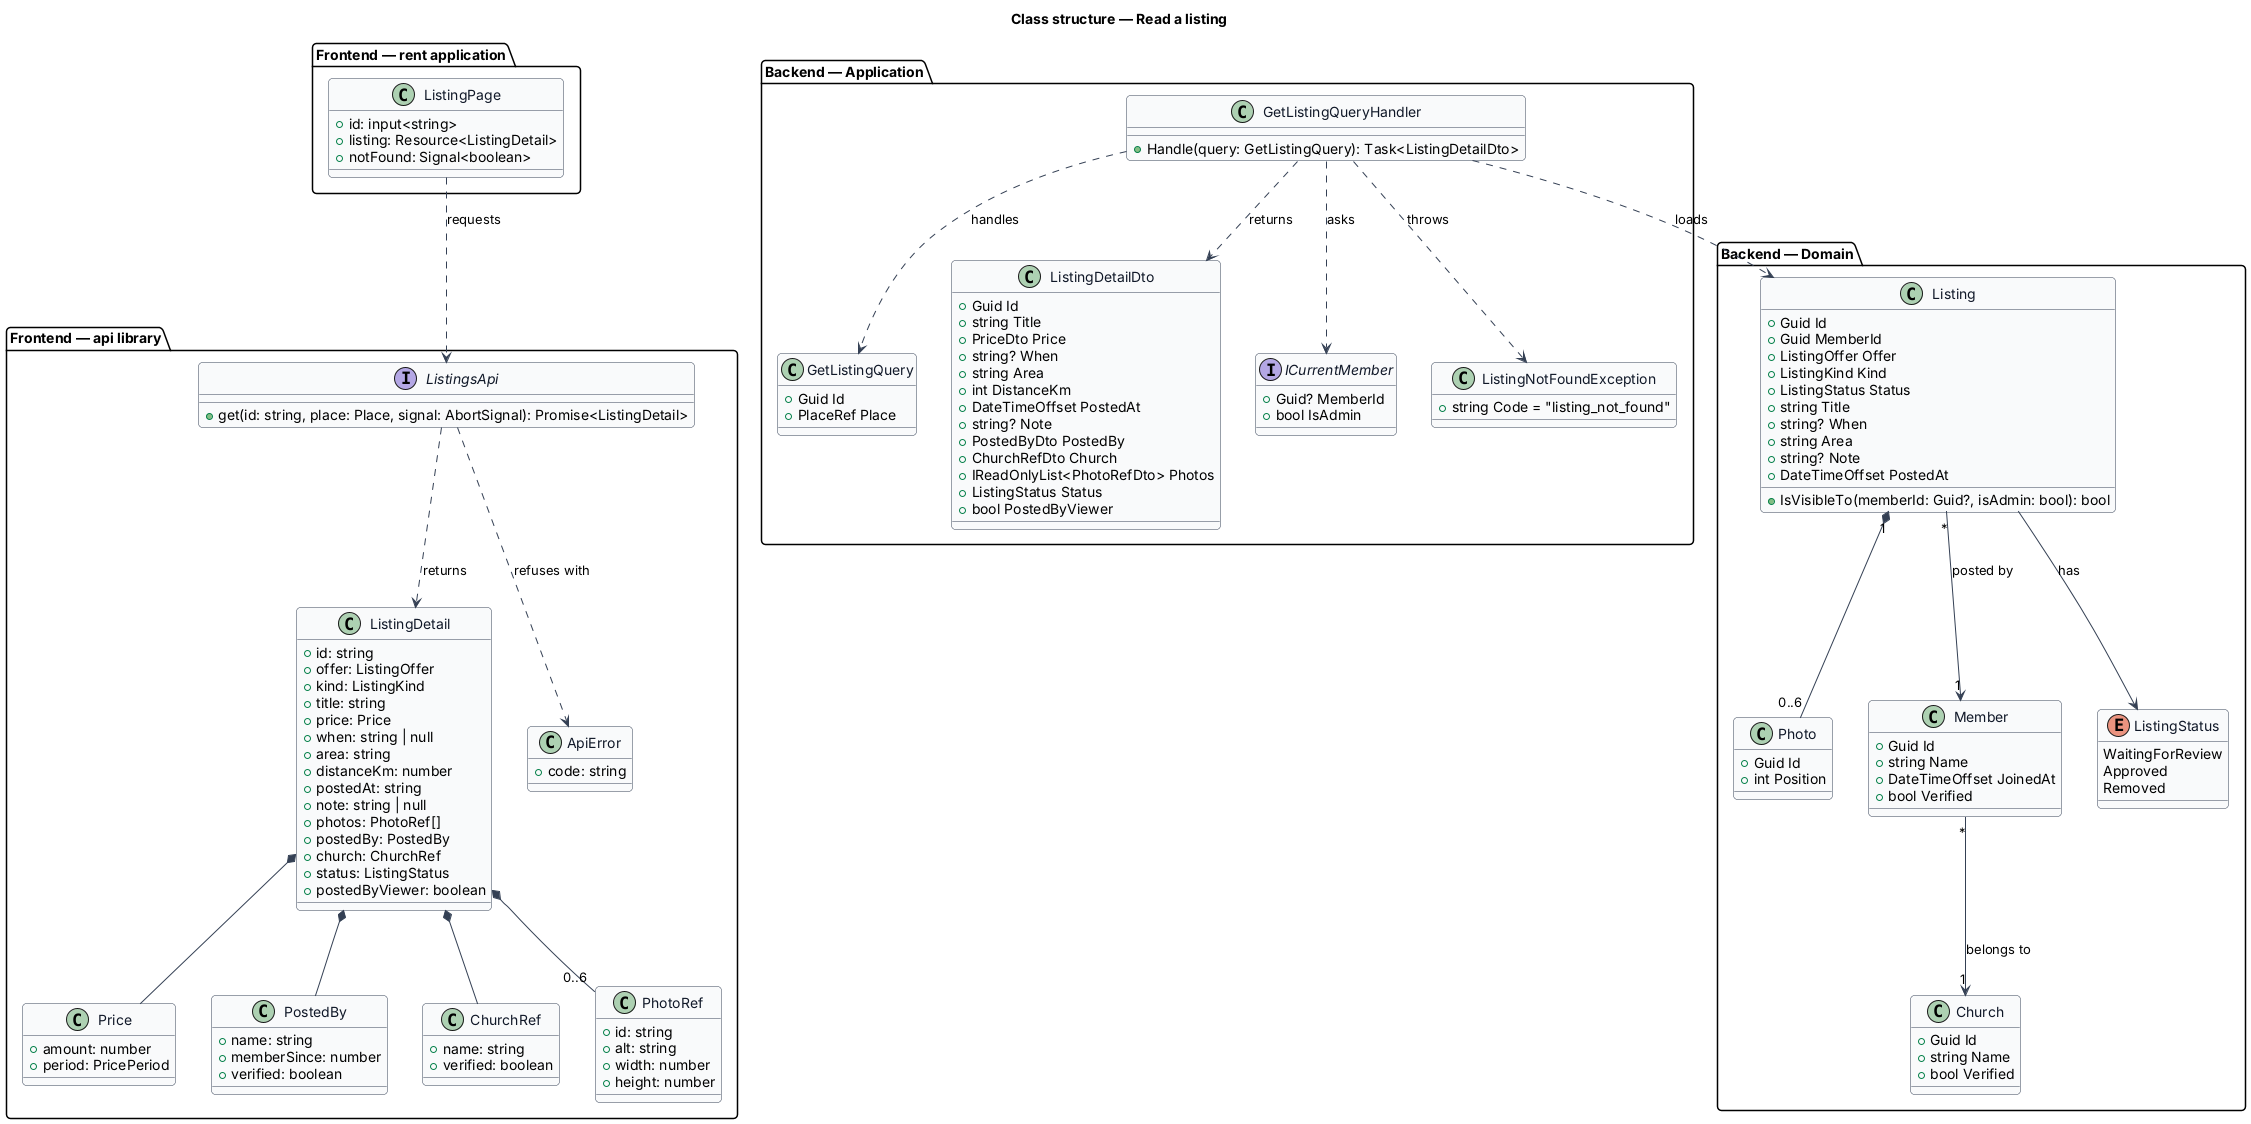 Class structure — Read a listing
Frontend — rent application
C ListingPage
id: input<string>
listing: Resource<ListingDetail>
notFound: Signal<boolean>
requests
Frontend — api library
I ListingsApi
get(id: string, place: Place, signal: AbortSignal): Promise<ListingDetail>
returns
refuses with
C ListingDetail
id: string
offer: ListingOffer
kind: ListingKind
title: string
price: Price
when: string | null
area: string
distanceKm: number
postedAt: string
note: string | null
photos: PhotoRef[]
postedBy: PostedBy
church: ChurchRef
status: ListingStatus
postedByViewer: boolean
C ApiError
code: string
0..6
C Price
amount: number
period: PricePeriod
C PostedBy
name: string
memberSince: number
verified: boolean
C ChurchRef
name: string
verified: boolean
C PhotoRef
id: string
alt: string
width: number
height: number
Backend — Application
C GetListingQueryHandler
Handle(query: GetListingQuery): Task<ListingDetailDto>
handles
returns
asks
throws
loads
C GetListingQuery
Guid Id
PlaceRef Place
C ListingDetailDto
Guid Id
string Title
PriceDto Price
string? When
string Area
int DistanceKm
DateTimeOffset PostedAt
string? Note
PostedByDto PostedBy
ChurchRefDto Church
IReadOnlyList<PhotoRefDto> Photos
ListingStatus Status
bool PostedByViewer
I ICurrentMember
Guid? MemberId
bool IsAdmin
C ListingNotFoundException
string Code = "listing_not_found"
Backend — Domain
C Listing
Guid Id
Guid MemberId
ListingOffer Offer
ListingKind Kind
ListingStatus Status
string Title
string? When
string Area
string? Note
DateTimeOffset PostedAt
IsVisibleTo(memberId: Guid?, isAdmin: bool): bool
1
*
posted by
has
0..6
1
C Photo
Guid Id
int Position
C Member
Guid Id
string Name
DateTimeOffset JoinedAt
bool Verified
E ListingStatus
WaitingForReview
Approved
Removed
*
belongs to
1
C Church
Guid Id
string Name
bool Verified